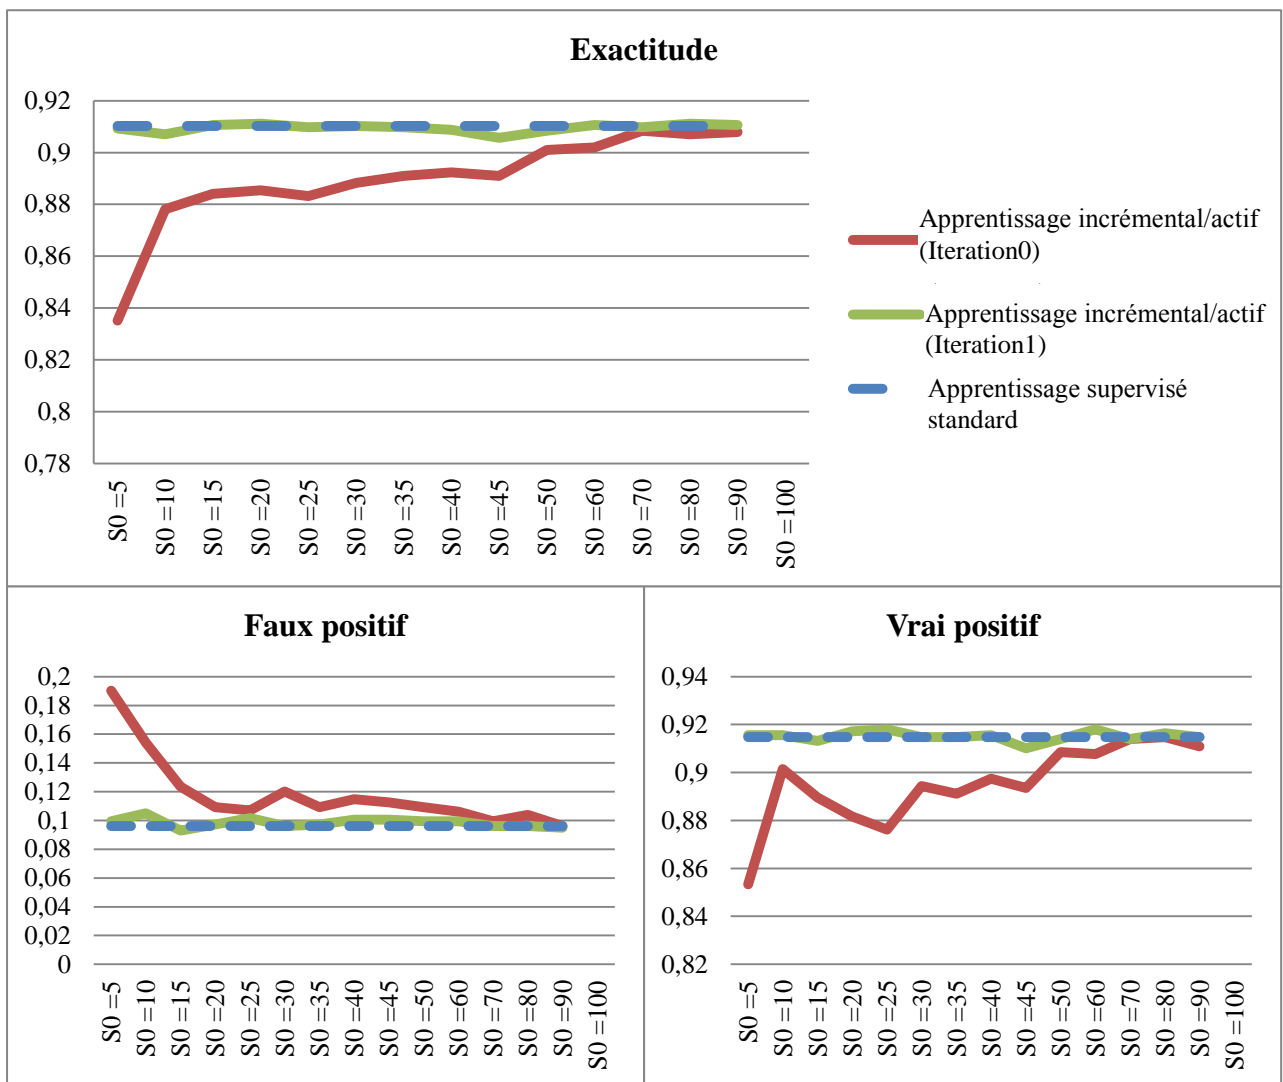 Exactitude
0,92
0,9
0,88
0,86
0,84
0,82
0,8
0,78
S0 =5
S0 =10
S0 =15
S0 =20
S0 =25
S0 =30
S0 =35
S0 =40
S0 =45
S0 =50
S0 =60
S0 =70
S0 =80
S0 =90
S0 =100
Apprentissage incrémental/actif
(Iteration0)
Apprentissage incrémental/actif
(Iteration1)
Apprentissage supervisé
standard
Faux positif
0,2
0,18
0,16
0,14
0,12
0,1
0,08
0,06
0,04
0,02
0
S0 =5
S0 =10
S0 =15
S0 =20
S0 =25
S0 =30
S0 =35
S0 =40
S0 =45
S0 =50
S0 =60
S0 =70
S0 =80
S0 =90
S0 =100
Vrai positif
0,94
0,92
0,9
0,88
0,86
0,84
0,82
S0 =5
S0 =10
S0 =15
S0 =20
S0 =25
S0 =30
S0 =35
S0 =40
S0 =45
S0 =50
S0 =60
S0 =70
S0 =80
S0 =90
S0 =100